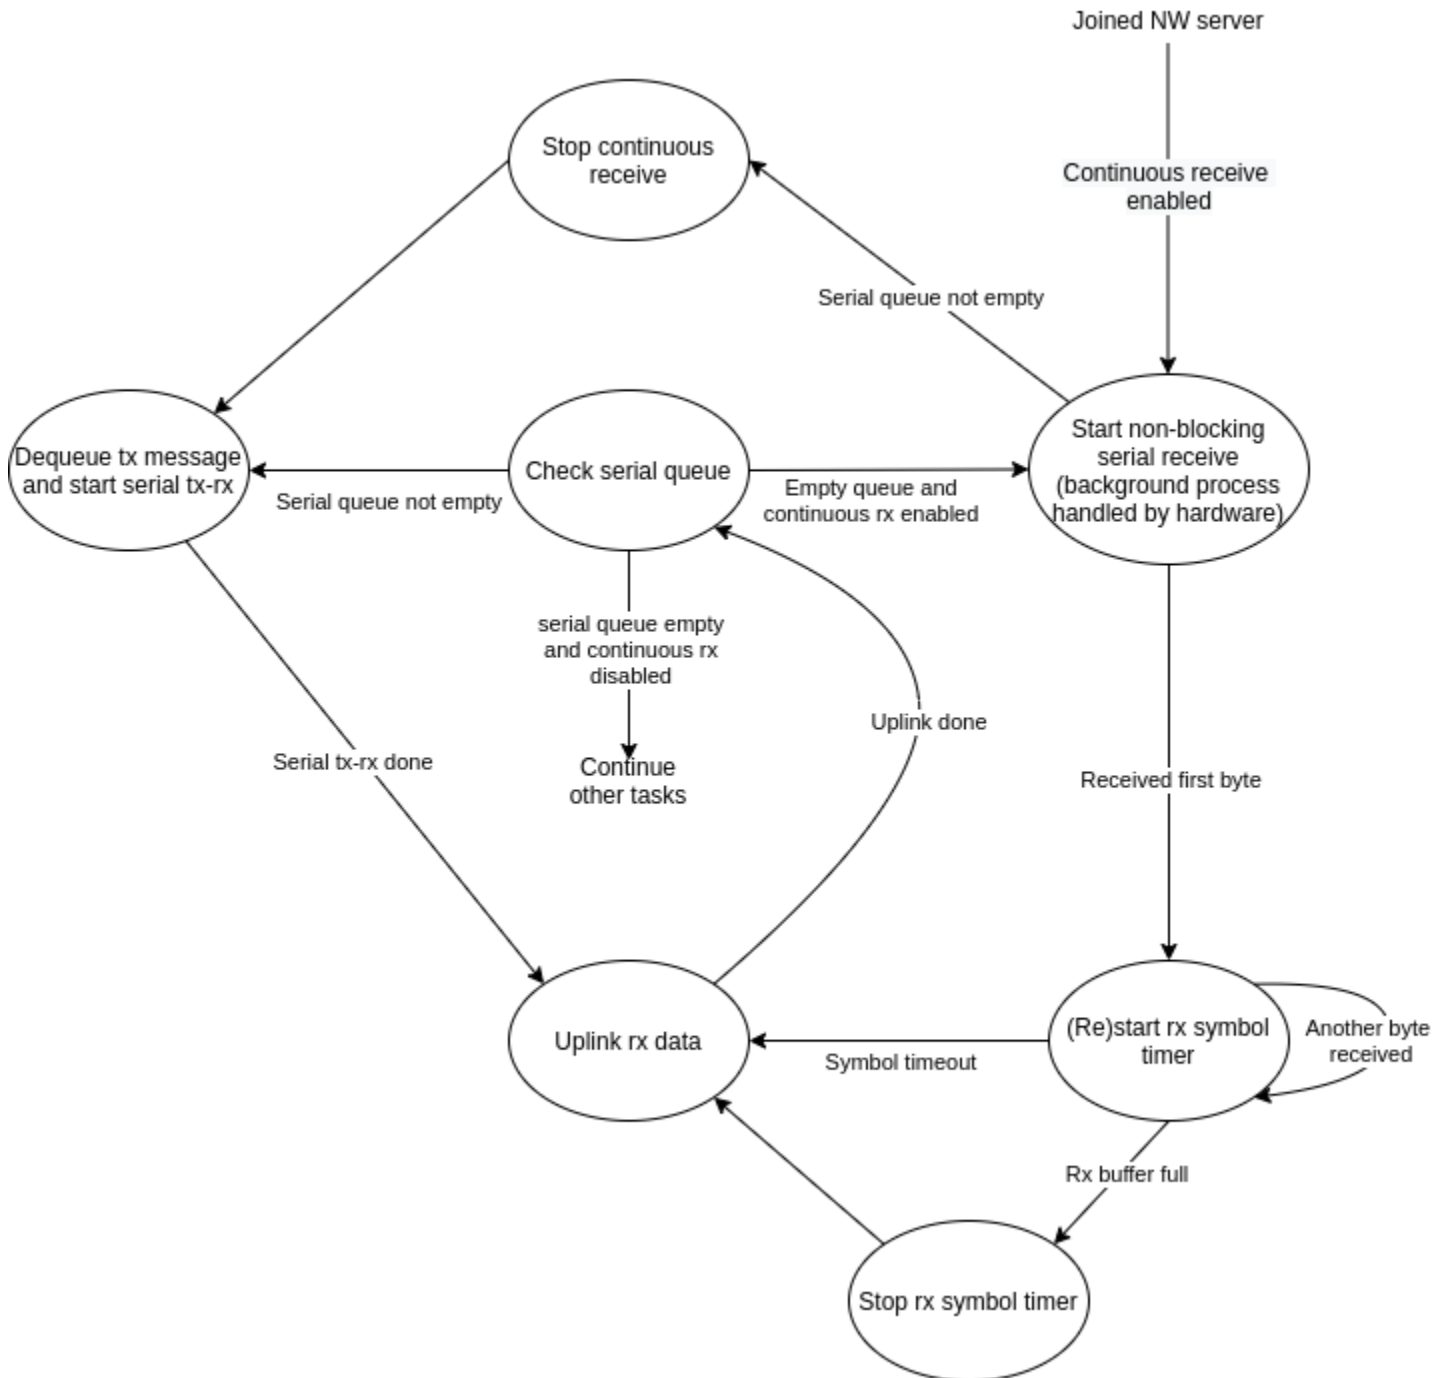 Joined NW server
Stop continuous
receive
Continuous receive
enabled
Serial queue not empty
Dequeue tx message
and start serial tx-rx
Serial queue not empty
Check serial queue
Empty queue and
continuous rx enabled
Start non-blocking
serial receive
(background process
handled by hardware)
serial queue empty
and continuous rx
disabled
Continue
other tasks
Uplink done
Serial tx-rx done
Received first byte
Uplink rx data
Symbol timeout
(Re)start rx symbol
timer
Another byte
received
Rx buffer full
Stop rx symbol timer